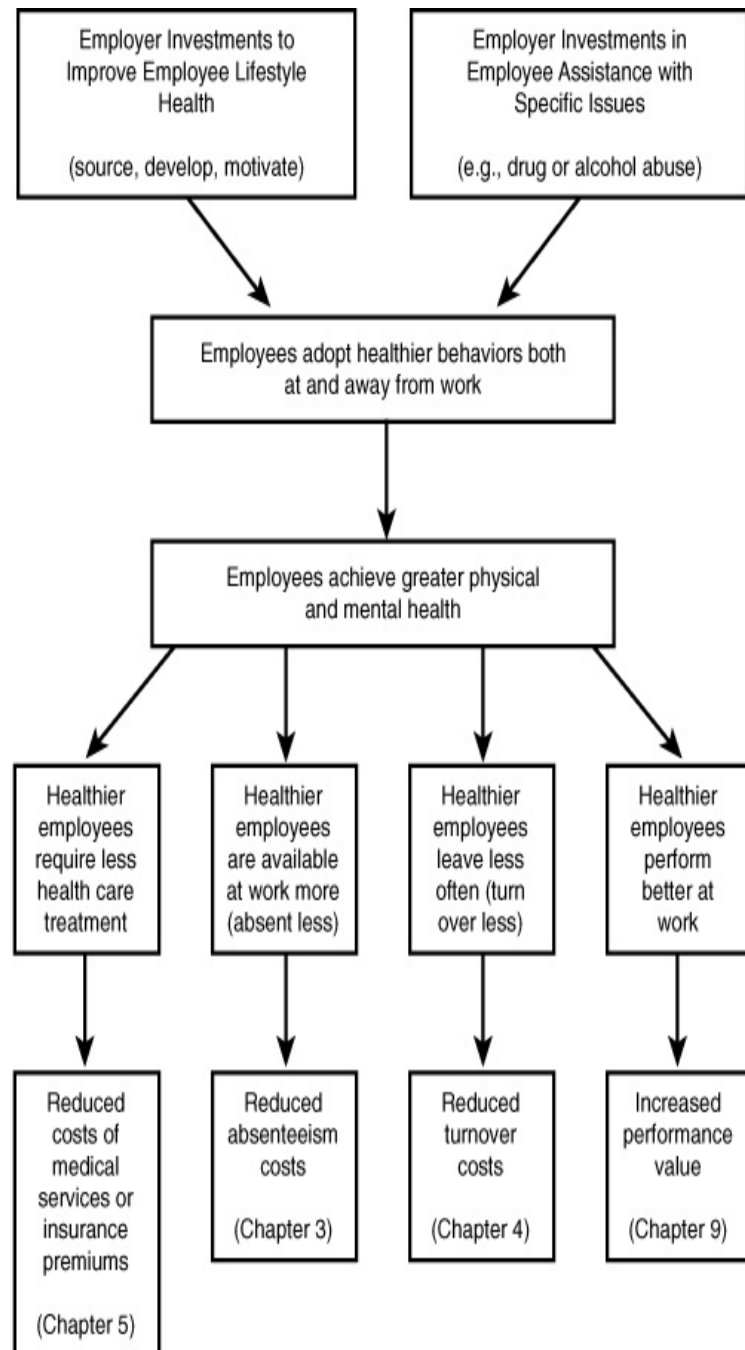 Employer Investments to
Improve Employee Lifestyle
Health
(source, develop, motivate)
Employer Investments in
Employee Assistance with
Specific Issues
(e.g., drug or alcohol abuse)
Employees adopt healthier behaviors both
at and away from work
Employees achieve greater physical
and mental health
Healthier
employees
require less
health care
treatment
Healthier
employees
are available
at work more
(absent less)
Healthier
employees
leave less
often (turn
over less)
Healthier
employees
perform
better at
work
Reduced
costs of
medical
services or
insurance
premiums
(Chapter 5)
Reduced
absenteeism
costs
(Chapter 3)
Reduced
turnover
costs
(Chapter 4)
Increased
performance
value
(Chapter 9)